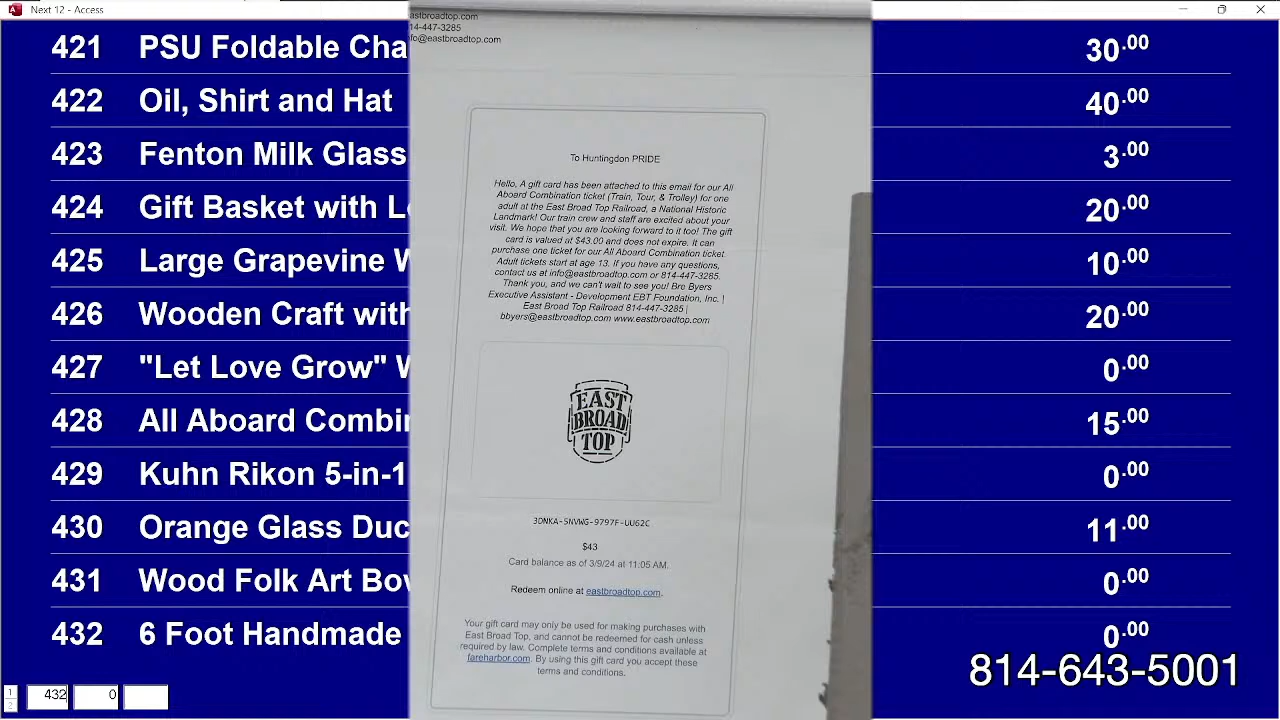 Next 12 - Access
421 PSU Foldable Cha 30.00
422 Oil, Shirt and Hat 40.00
423 Fenton Milk Glass 3.00
424 Gift Basket with L 20.00
425 Large Grapevine W 10.00
426 Wooden Craft with 20.00
427 "Let Love Grow" W 0.00
428 All Aboard Combin 15.00
429 Kuhn Rikon 5-in-1 0.00
430 Orange Glass Duc 11.00
431 Wood Folk Art Bow 0.00
432 6 Foot Handmade 0.00
814-643-5001
1
2
432 0
eastbroadtop.com
14-447-3285
nfo@eastbroadtop.com
To Huntingdon PRIDE
Hello, A gift card has been attached to this email for our All
Aboard Combination ticket (Train, Tour, & Trolley) for one
adult at the East Broad Top Railroad, a National Historic
Landmark! Our train crew and staff are excited about your
visit. We hope that you are looking forward to it too! The gift
card is valued at $43.00 and does not expire. It can
purchase one ticket for our All Aboard Combination ticket.
Adult tickets start at age 13. If you have any questions,
contact us at info@eastbroadtop.com or 814-447-3285.
Thank you, and we can't wait to see you! Bre Byers
Executive Assistant - Development EBT Foundation, Inc. |
East Broad Top Railroad 814-447-3285 |
bbyers@eastbroadtop.com www.eastbroadtop.com
EAST
BROAD
TOP
3DNKA-5NVWG-9797F-UU62C
$43
Card balance as of 3/9/24 at 11:05 AM.
Redeem online at eastbroadtop.com.
Your gift card may only be used for making purchases with
East Broad Top, and cannot be redeemed for cash unless
required by law. Complete terms and conditions available at
fareharbor.com. By using this gift card you accept these
terms and conditions.